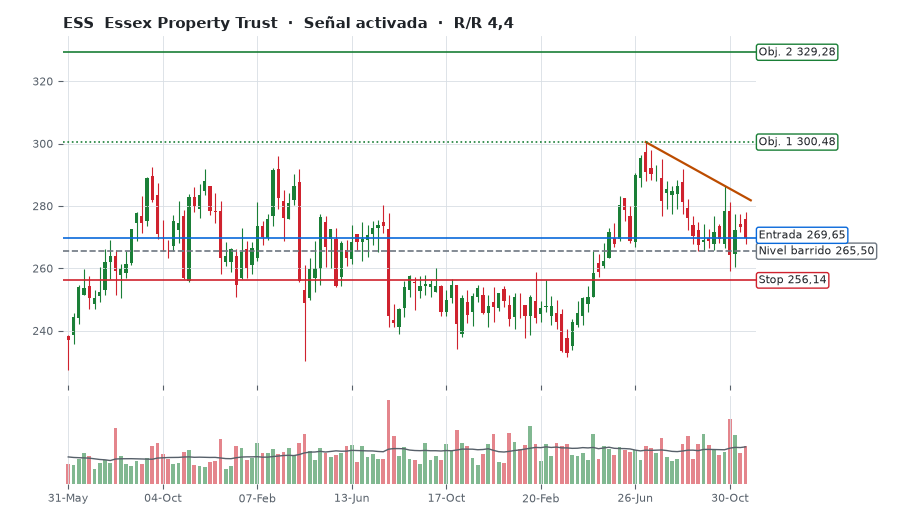 ESS Essex Property Trust · Señal activada · R/R 4,4
Obj. 2 329,28
320
Obj. 1 300,48
300
280
Entrada 269,65
Nivel barrido 265,50
260
Stop 256,14
240
31-May 04-Oct 07-Feb 13-Jun 17-Oct 20-Feb 26-Jun 30-Oct